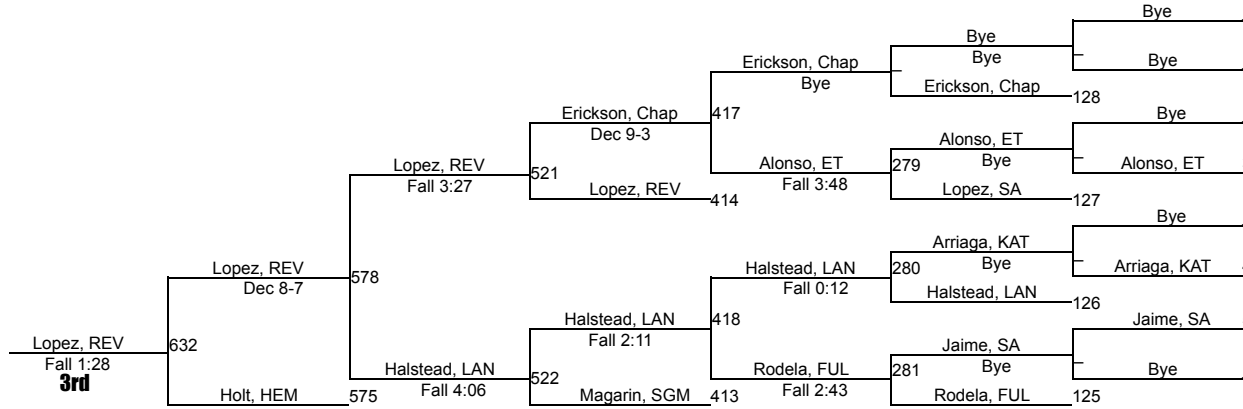 Bye
Bye
Bye
Bye
Erickson, Chap
Bye
Erickson, Chap
128
Erickson, Chap
Dec 9-3
417
Bye
Alonso, ET
Bye
Alonso, ET
Lopez, REV
Fall 3:27
521
Alonso, ET
Fall 3:48
279
Lopez, REV
414
Lopez, SA
127
Bye
Arriaga, KAT
Bye
Arriaga, KAT
Lopez, REV
Dec 8-7
578
Halstead, LAN
Fall 0:12
280
Halstead, LAN
126
Halstead, LAN
Fall 2:11
418
Jaime, SA
Jaime, SA
Bye
Bye
Lopez, REV
Fall 1:28
632
3rd
Halstead, LAN
Fall 4:06
522
Rodela, FUL
Fall 2:43
281
Holt, HEM
575
Magarin, SGM
413
Rodela, FUL
125